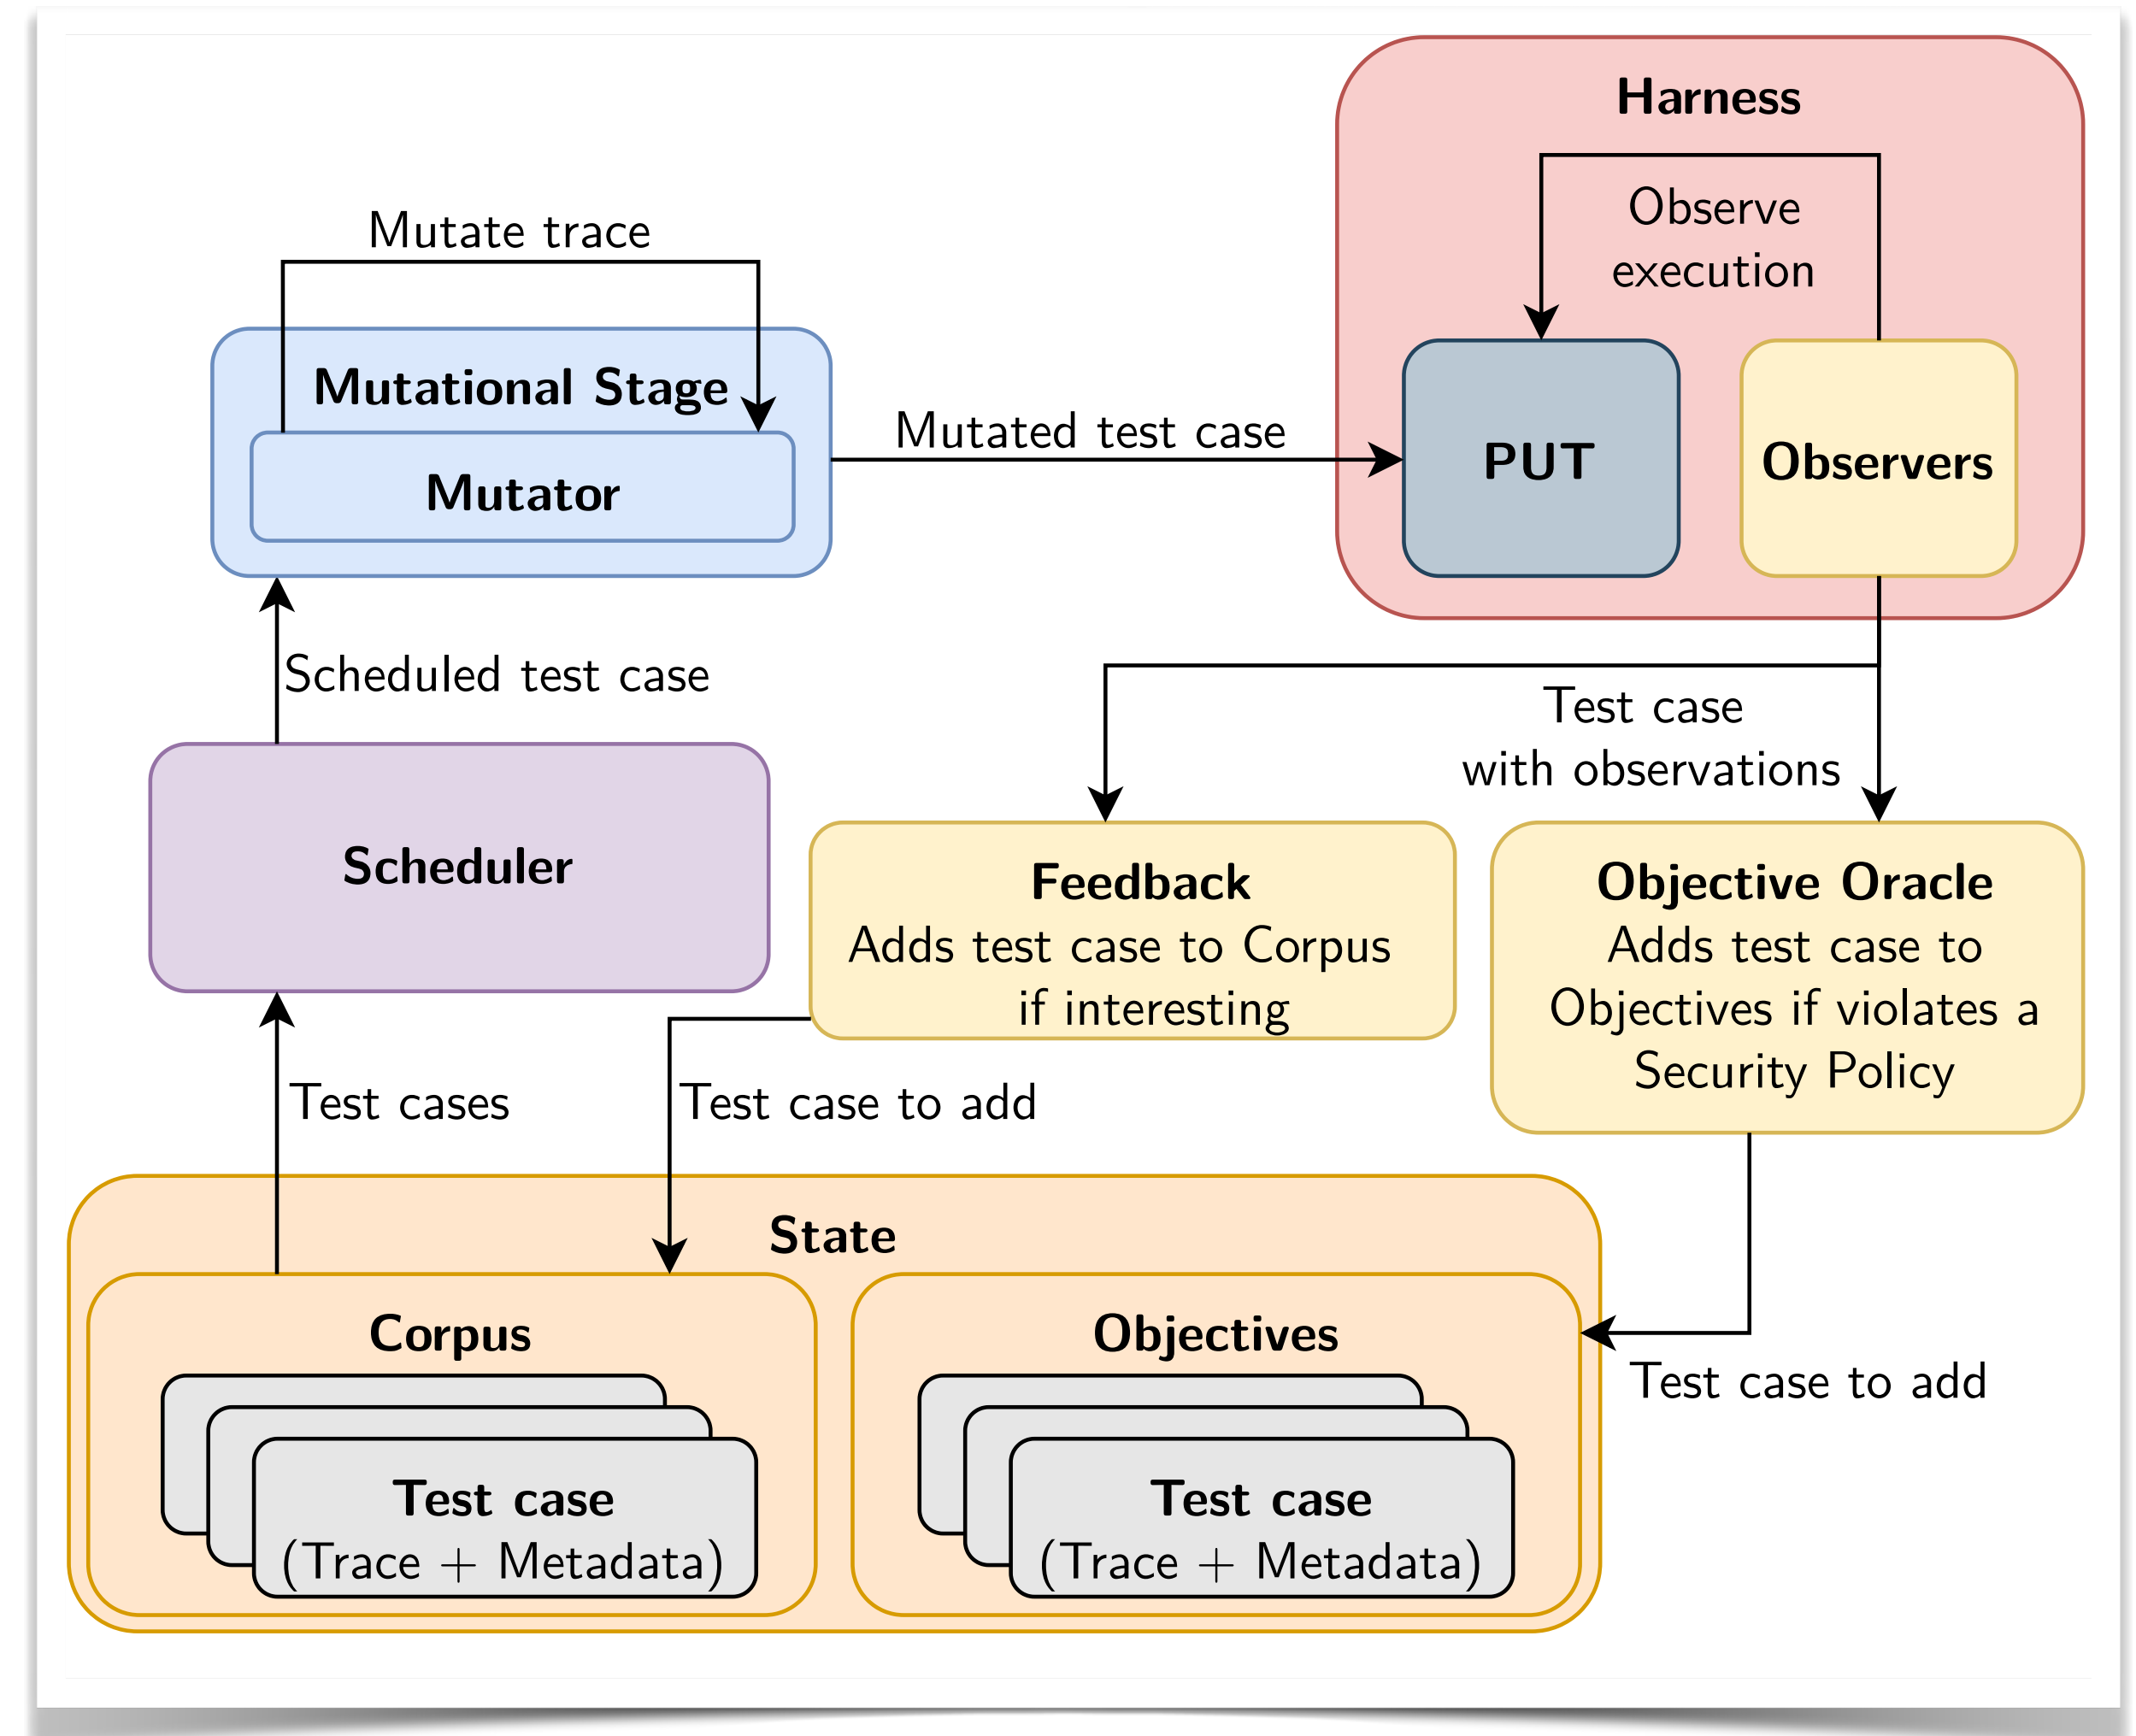 Harness
Observe
execution
Mutate trace
Mutational Stage
Mutator
Mutated test case
PUT
Observers
Scheduled test case
Test case
with observations
Scheduler
Feedback
Adds test case to Corpus
if interesting
Objective Oracle
Adds test case to
Objectives if violates a
Security Policy
Test cases
Test case to add
State
Corpus
Test case
(Trace + Metadata)
Objectives
Test case
(Trace + Metadata)
Test case to add